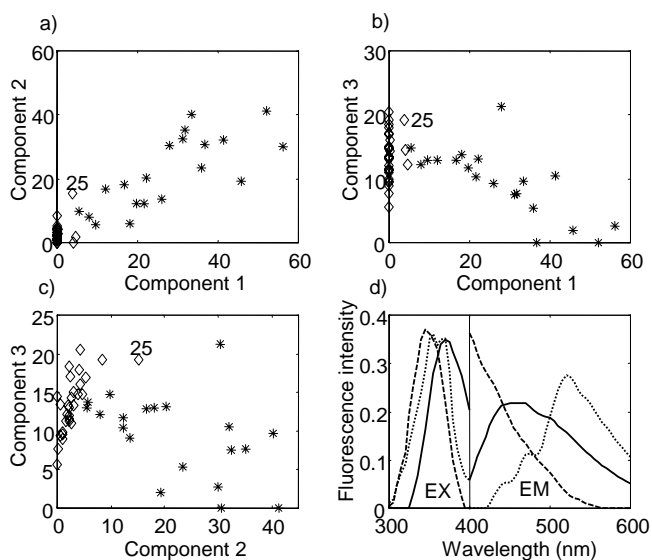 a)
60
40
20
0
0 20 40 60
Component 2
Component 1
25
b)
30
20
10
0
0 20 40 60
Component 3
Component 1
25
c)
25
20
15
10
5
0
0 10 20 30 40
Component 3
Component 2
25
d)
0.4
0.3
0.2
0.1
0
300 400 500 600
Fluorescence intensity
Wavelength (nm)
EX
EM